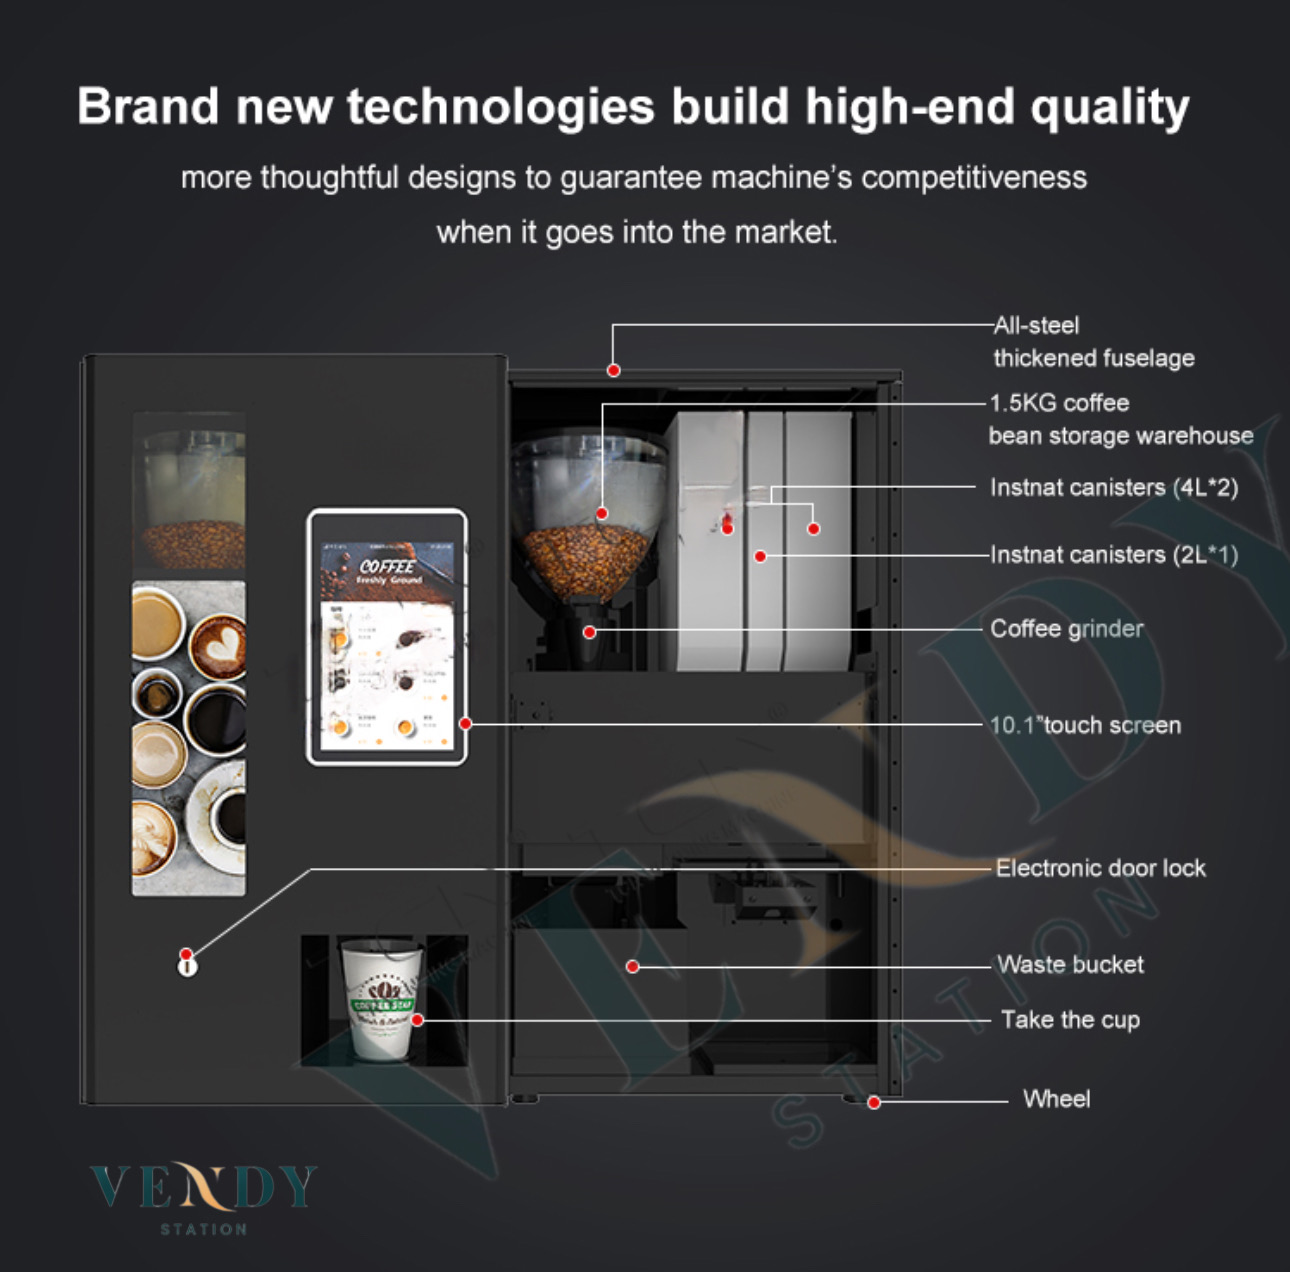 Brand new technologies build high-end quality
more thoughtful designs to guarantee machine's competitiveness
when it goes into the market.
All-steel
thickened fuselage
1.5KG coffee
bean storage warehouse
Instnat canisters (4L*2)
Instnat canisters (2L*1)
Coffee grinder
10.1"touch screen
Electronic door lock
Waste bucket
Take the cup
Wheel
COFFEE
Freshly Ground
COFFEE STAR
VENDY
STATION
VENDY
STATION